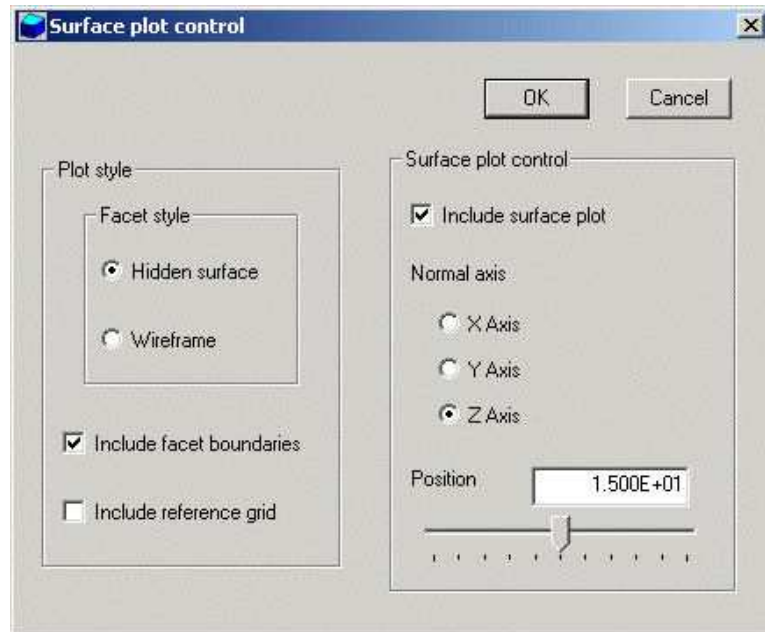 Surface plot control
OK
Cancel
Plot style
Facet style
Hidden surface
Wireframe
Include facet boundaries
Include reference grid
Surface plot control
Include surface plot
Normal axis
X Axis
Y Axis
Z Axis
Position
1.500E+01